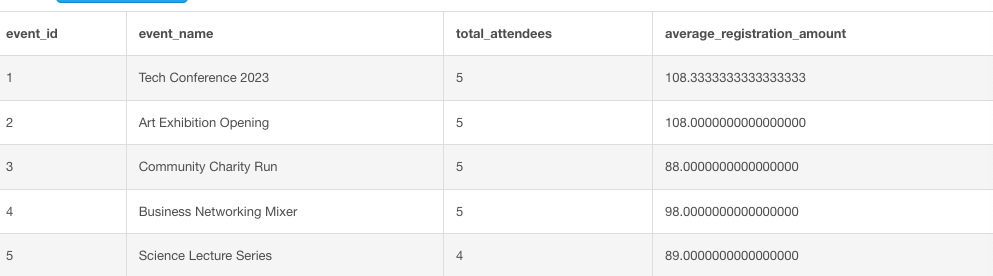 event_id event_name total_attendees average_registration_amount
1 Tech Conference 2023 5 108.3333333333333333
2 Art Exhibition Opening 5 108.0000000000000000
3 Community Charity Run 5 88.0000000000000000
4 Business Networking Mixer 5 98.0000000000000000
5 Science Lecture Series 4 89.0000000000000000